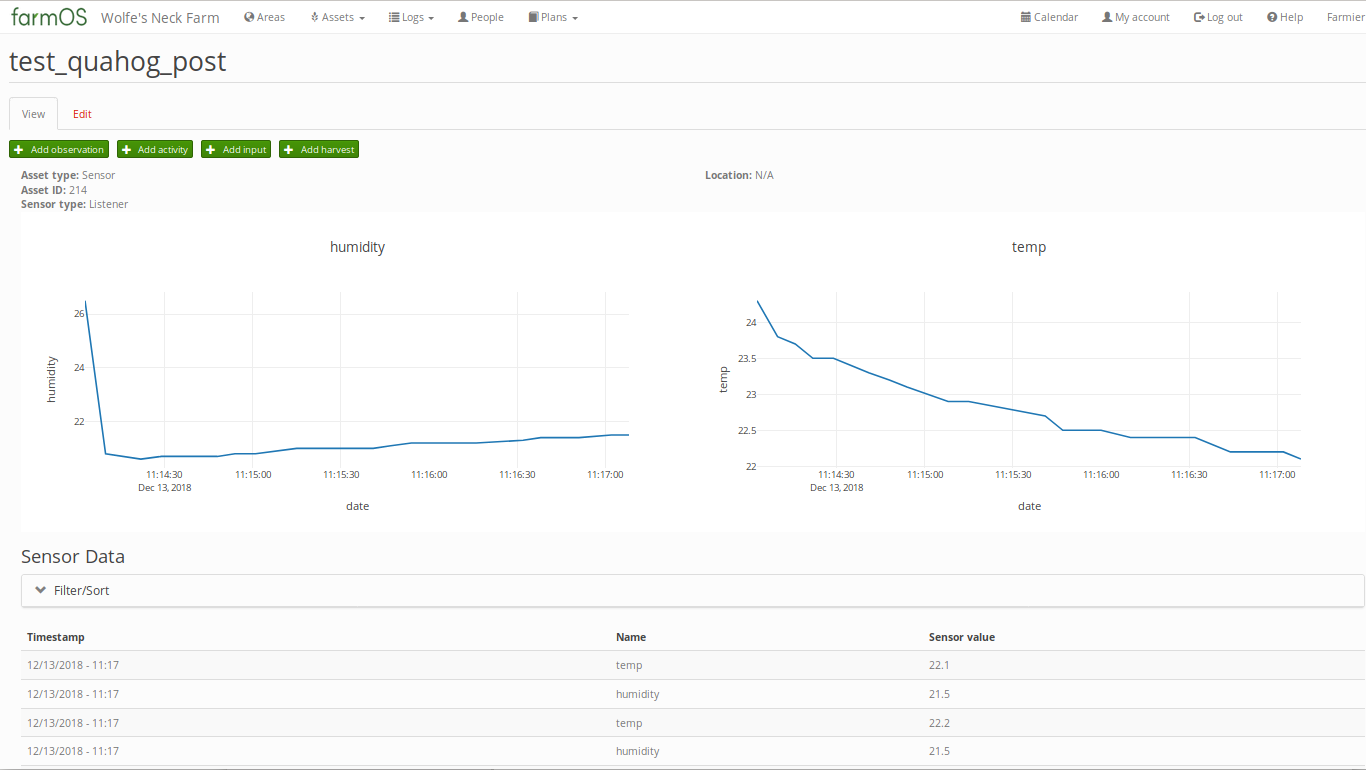 farmOS Wolfe's Neck Farm Areas Assets Logs People Plans Calendar My account Log out Help Farmier
test_quahog_post
View Edit
Add observation Add activity Add input Add harvest
Asset type: Sensor
Asset ID: 214
Sensor type: Listener
Location: N/A
humidity
humidity
26
24
22
11:14:30 11:15:00 11:15:30 11:16:00 11:16:30 11:17:00
Dec 13, 2018
date
temp
temp
24
23.5
23
22.5
22
11:14:30 11:15:00 11:15:30 11:16:00 11:16:30 11:17:00
Dec 13, 2018
date
Sensor Data
Filter/Sort
Timestamp Name Sensor value
12/13/2018 - 11:17 temp 22.1
12/13/2018 - 11:17 humidity 21.5
12/13/2018 - 11:17 temp 22.2
12/13/2018 - 11:17 humidity 21.5